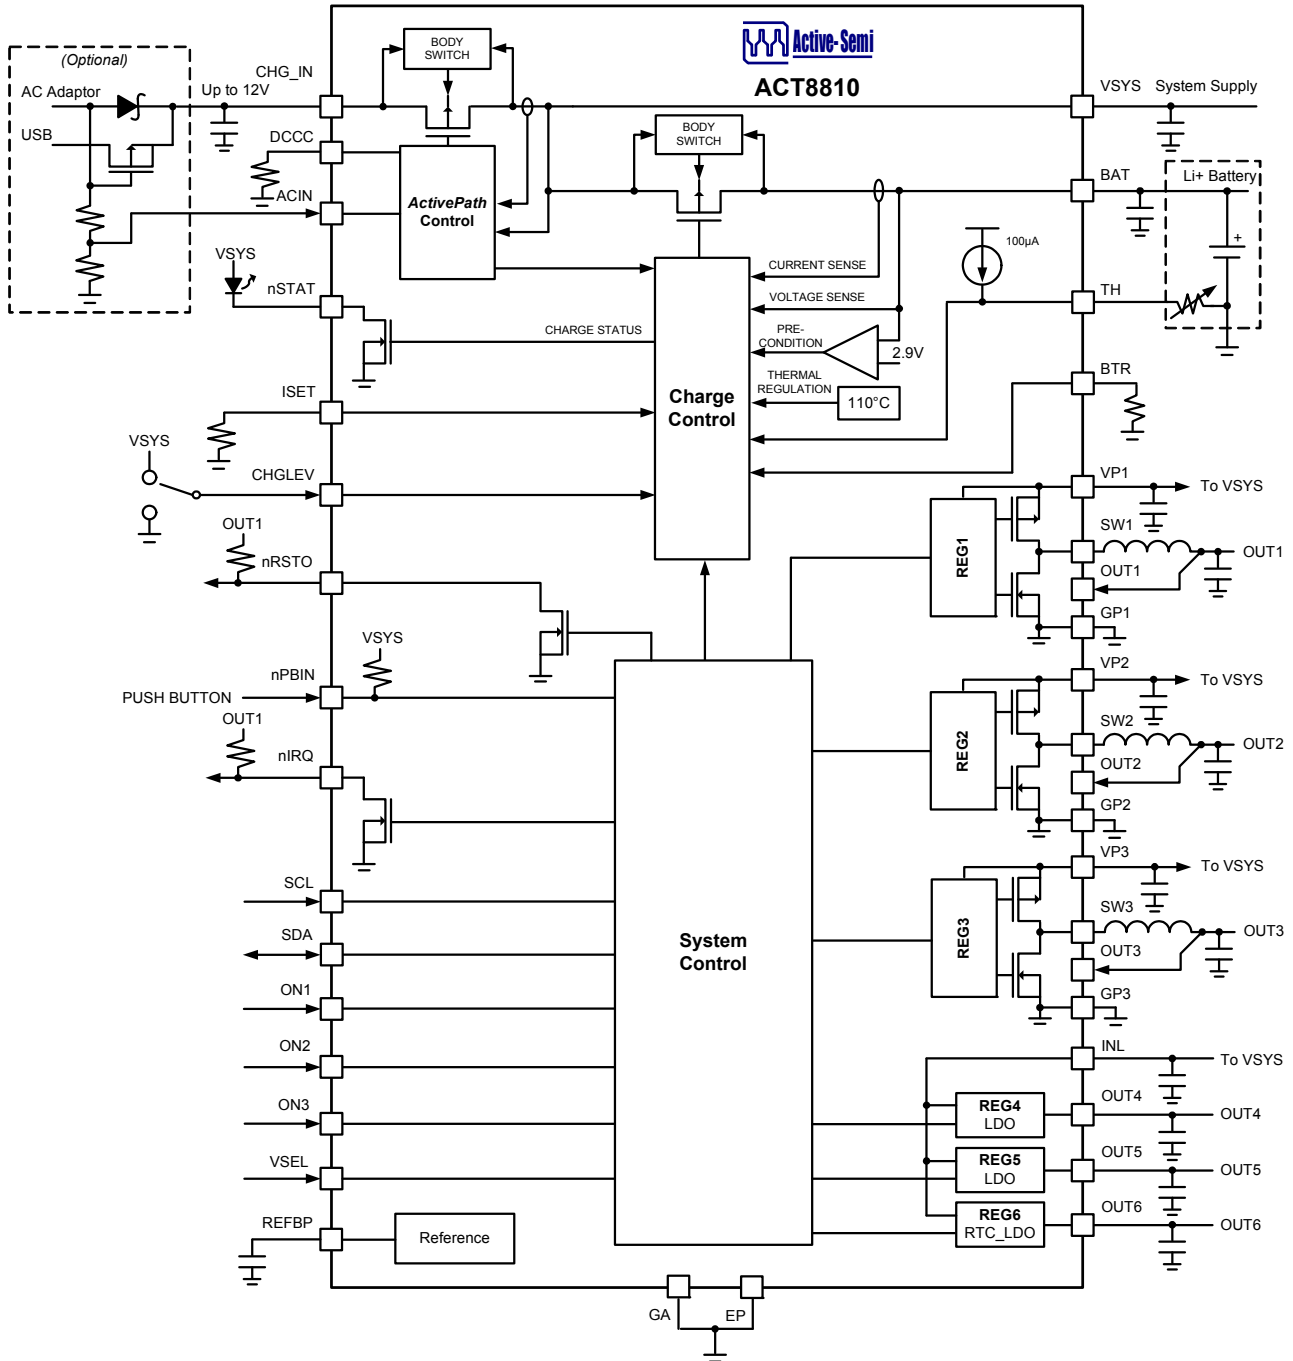 Active-Semi
ACT8810
(Optional)
AC Adaptor
USB
Up to 12V
CHG_IN
BODY
SWITCH
VSYS
System Supply
DCCC
ACIN
ActivePath
Control
BODY
SWITCH
BAT
Li+ Battery
+
100µA
TH
VSYS
nSTAT
CHARGE STATUS
CURRENT SENSE
VOLTAGE SENSE
PRE-
CONDITION
2.9V
THERMAL
REGULATION
110°C
Charge
Control
BTR
ISET
VSYS
CHGLEV
OUT1
nRSTO
VSYS
nPBIN
PUSH BUTTON
OUT1
nIRQ
SCL
SDA
ON1
ON2
ON3
VSEL
REFBP
Reference
System
Control
VP1
To VSYS
SW1
REG1
OUT1
OUT1
GP1
VP2
To VSYS
SW2
REG2
OUT2
OUT2
GP2
VP3
To VSYS
SW3
REG3
OUT3
OUT3
GP3
INL
To VSYS
REG4
LDO
OUT4
OUT4
REG5
LDO
OUT5
OUT5
REG6
RTC_LDO
OUT6
OUT6
GA
EP